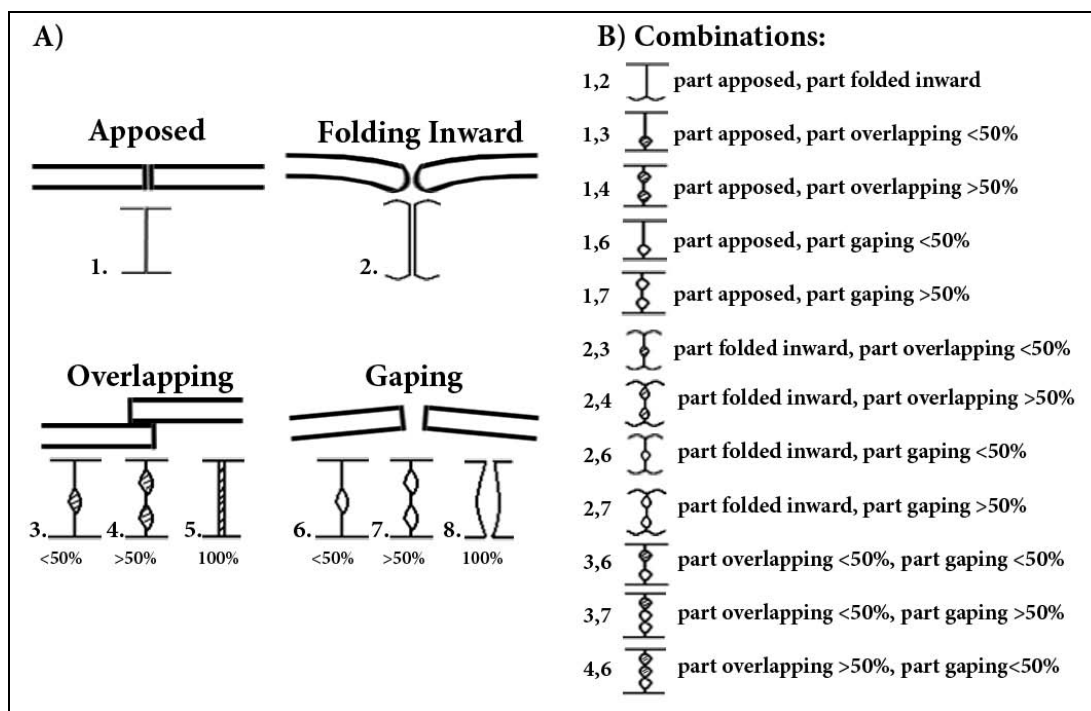 A)
Apposed
Folding Inward
1.
2.
Overlapping
Gaping
3. 4. 5.
<50% >50% 100%
6. 7. 8.
<50% >50% 100%
B) Combinations:
1,2 part apposed, part folded inward
1,3 part apposed, part overlapping <50%
1,4 part apposed, part overlapping >50%
1,6 part apposed, part gaping <50%
1,7 part apposed, part gaping >50%
2,3 part folded inward, part overlapping <50%
2,4 part folded inward, part overlapping >50%
2,6 part folded inward, part gaping <50%
2,7 part folded inward, part gaping >50%
3,6 part overlapping <50%, part gaping <50%
3,7 part overlapping <50%, part gaping >50%
4,6 part overlapping >50%, part gaping<50%